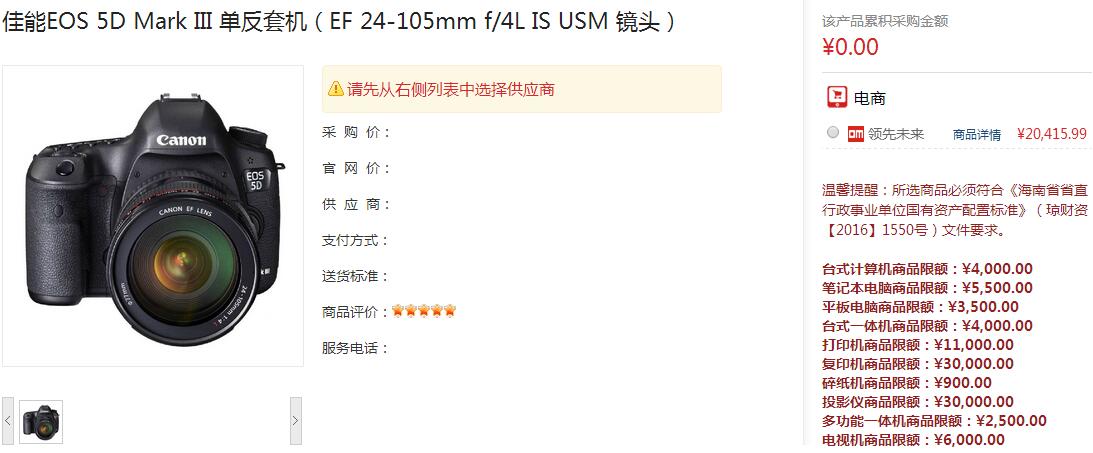 佳能EOS 5D Mark III 单反套机（EF 24-105mm f/4L IS USM 镜头）
Canon
EOS
5D
CANON EF LENS
24-105mm 1:4 L
0.77mm
请先从右侧列表中选择供应商
采 购 价：
官 网 价：
供 应 商：
支付方式：
送货标准：
商品评价：
服务电话：
该产品累积采购金额
¥0.00
电商
领先未来 商品详情 ¥20,415.99
温馨提醒：所选商品必须符合《海南省省直
行政事业单位国有资产配置标准》（琼财资
【2016】1550号）文件要求。
台式计算机商品限额：¥4,000.00
笔记本电脑商品限额：¥5,500.00
平板电脑商品限额：¥3,500.00
台式一体机商品限额：¥4,000.00
打印机商品限额：¥11,000.00
复印机商品限额：¥30,000.00
碎纸机商品限额：¥900.00
投影仪商品限额：¥30,000.00
多功能一体机商品限额：¥2,500.00
电视机商品限额：¥6,000.00